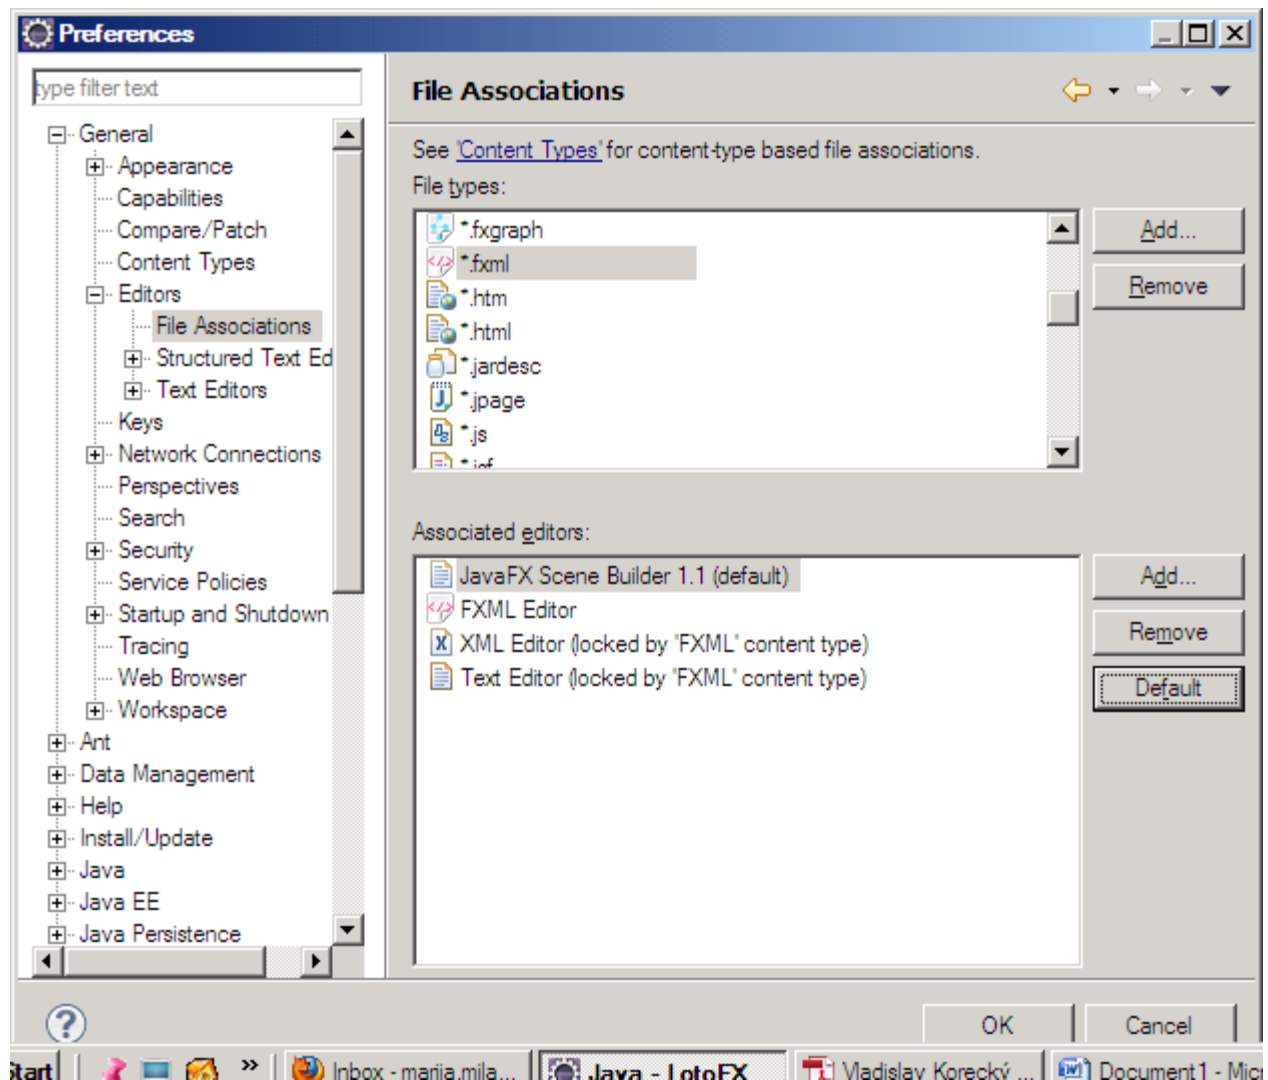 Preferences
type filter text
General
Appearance
Capabilities
Compare/Patch
Content Types
Editors
File Associations
Structured Text Ed
Text Editors
Keys
Network Connections
Perspectives
Search
Security
Service Policies
Startup and Shutdown
Tracing
Web Browser
Workspace
Ant
Data Management
Help
Install/Update
Java
Java EE
Java Persistence
File Associations
See 'Content Types' for content-type based file associations.
File types:
*.fxgraph
*.fxml
*.htm
*.html
*.jardesc
*.jpage
*.js
Add...
Remove
Associated editors:
JavaFX Scene Builder 1.1 (default)
FXML Editor
XML Editor (locked by 'FXML' content type)
Text Editor (locked by 'FXML' content type)
Add...
Remove
Default
OK
Cancel
Start
»
Inbox - marija.mila...
Java - LotoFX
Vladislav Korecký ...
Document1 - Micr